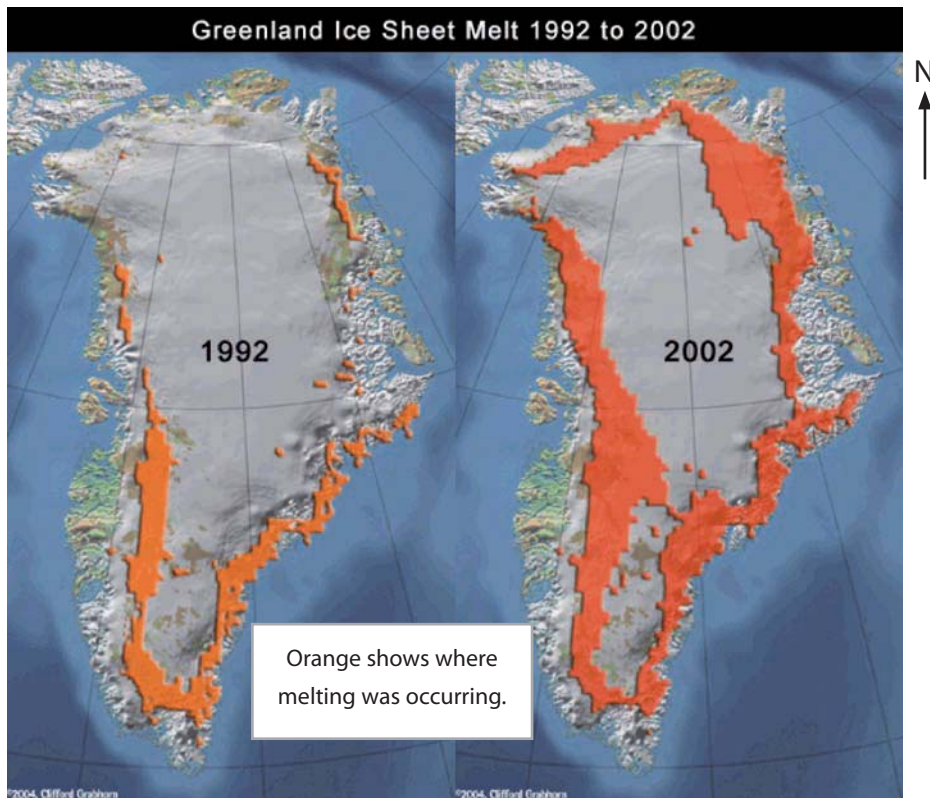 Greenland Ice Sheet Melt 1992 to 2002
N
1992
2002
Orange shows where
melting was occurring.
©2004, Clifford Grabhorn
©2004, Clifford Grabhorn